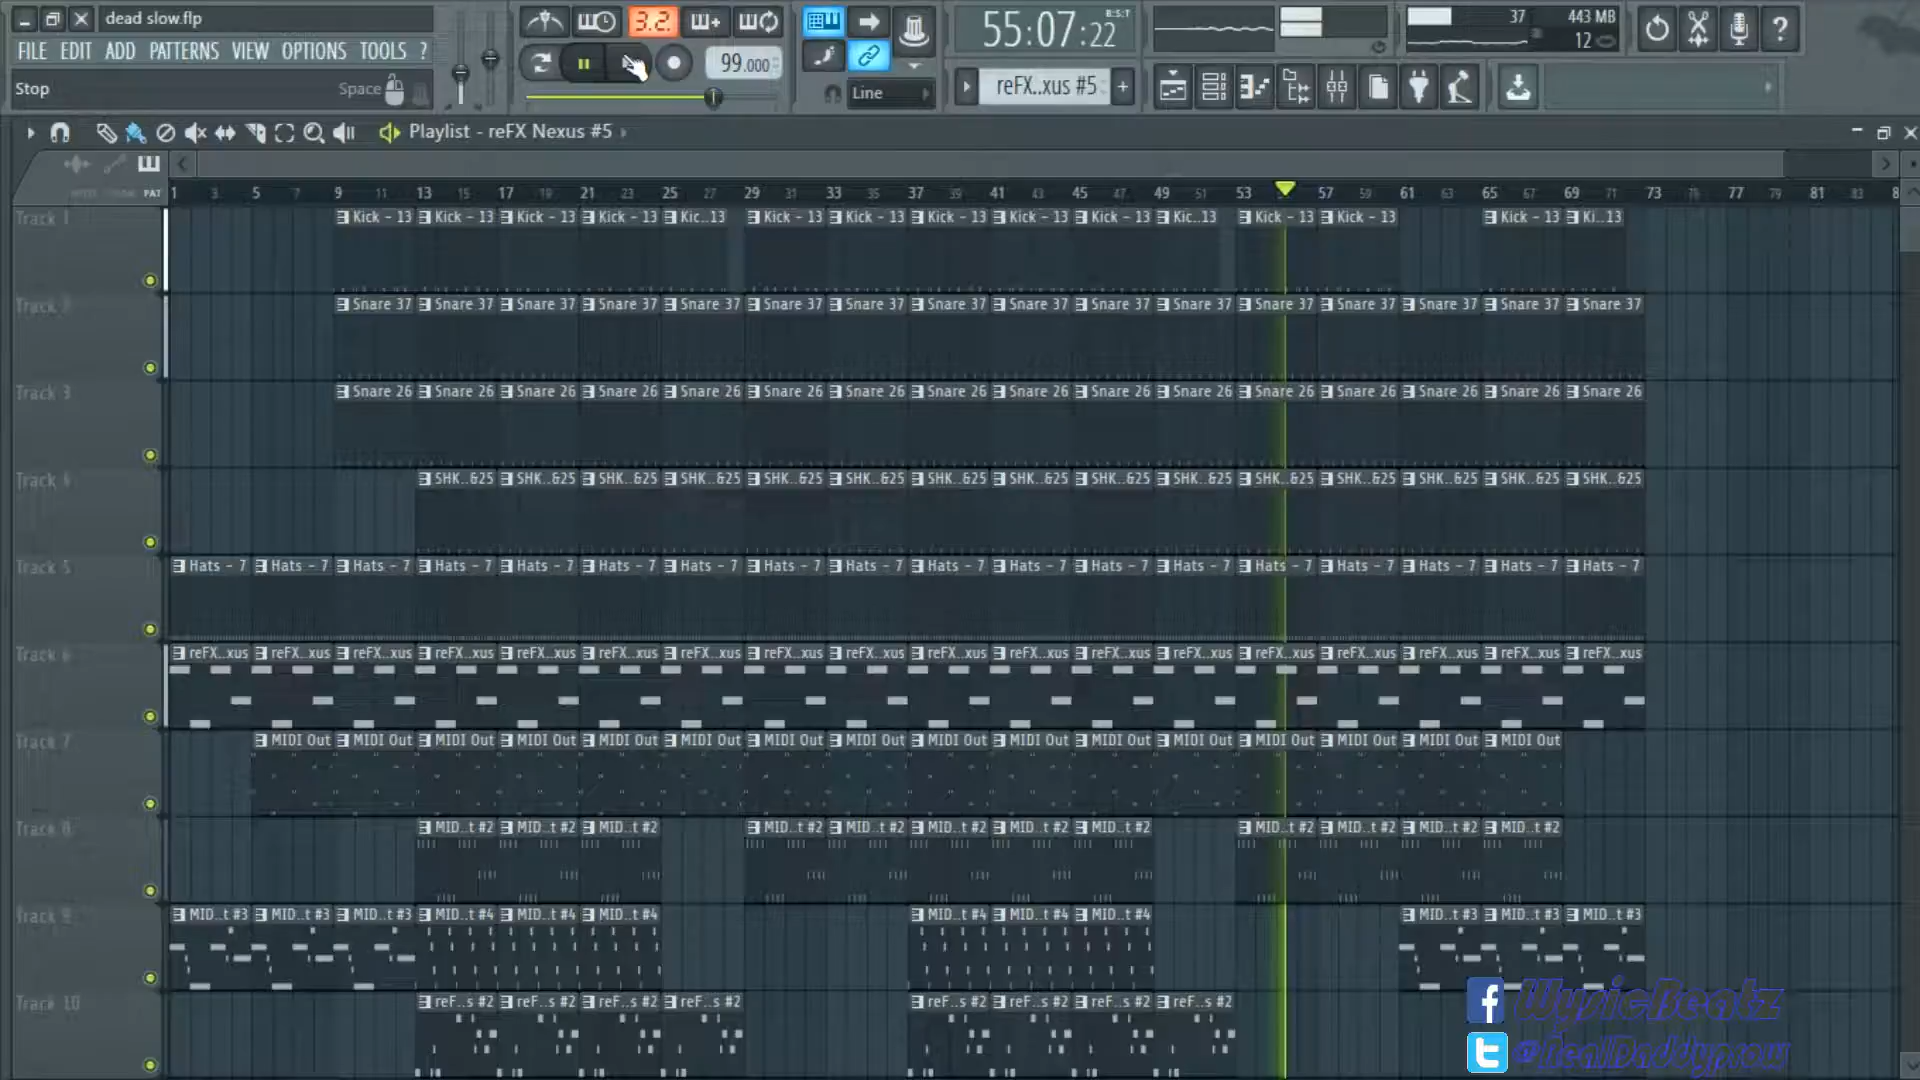 dead slow.flp
FILE EDIT ADD PATTERNS VIEW OPTIONS TOOLS ?
Stop Space
3.2.
99.000
Line
55:07:22 B:S:T
reFX..xus #5
37 443 MB
12
Playlist - reFX Nexus #5
PAT
1 3 5 7 9 11 13 15 17 19 21 23 25 27 29 31 33 35 37 39 41 43 45 47 49 51 53 57 59 61 63 65 67 69 71 73 75 77 79 81 83 8
Track 1 Kick - 13 Kick - 13 Kick - 13 Kick - 13 Kic..13 Kick - 13 Kick - 13 Kick - 13 Kick - 13 Kick - 13 Kic..13 Kick - 13 Kick - 13 Kick - 13 Ki..13
Track 2 Snare 37 Snare 37 Snare 37 Snare 37 Snare 37 Snare 37 Snare 37 Snare 37 Snare 37 Snare 37 Snare 37 Snare 37 Snare 37 Snare 37 Snare 37 Snare 37
Track 3 Snare 26 Snare 26 Snare 26 Snare 26 Snare 26 Snare 26 Snare 26 Snare 26 Snare 26 Snare 26 Snare 26 Snare 26 Snare 26 Snare 26 Snare 26 Snare 26
Track 4 SHK..&25 SHK..&25 SHK..&25 SHK..&25 SHK..&25 SHK..&25 SHK..&25 SHK..&25 SHK..&25 SHK..&25 SHK..&25 SHK..&25 SHK..&25 SHK..&25 SHK..&25
Track 5 Hats - 7 Hats - 7 Hats - 7 Hats - 7 Hats - 7 Hats - 7 Hats - 7 Hats - 7 Hats - 7 Hats - 7 Hats - 7 Hats - 7 Hats - 7 Hats - 7 Hats - 7 Hats - 7 Hats - 7 Hats - 7
Track 6 reFX..xus reFX..xus reFX..xus reFX..xus reFX..xus reFX..xus reFX..xus reFX..xus reFX..xus reFX..xus reFX..xus reFX..xus reFX..xus reFX..xus reFX..xus reFX..xus reFX..xus reFX..xus
Track 7 MIDI Out MIDI Out MIDI Out MIDI Out MIDI Out MIDI Out MIDI Out MIDI Out MIDI Out MIDI Out MIDI Out MIDI Out MIDI Out MIDI Out MIDI Out MIDI Out
Track 8 MID..t #2 MID..t #2 MID..t #2 MID..t #2 MID..t #2 MID..t #2 MID..t #2 MID..t #2 MID..t #2 MID..t #2 MID..t #2 MID..t #2
Track 9 MID..t #3 MID..t #3 MID..t #3 MID..t #4 MID..t #4 MID..t #4 MID..t #4 MID..t #4 MID..t #4 MID..t #3 MID..t #3 MID..t #3
Track 10 reF..s #2 reF..s #2 reF..s #2 reF..s #2 reF..s #2 reF..s #2 reF..s #2 reF..s #2
WysicBeatz